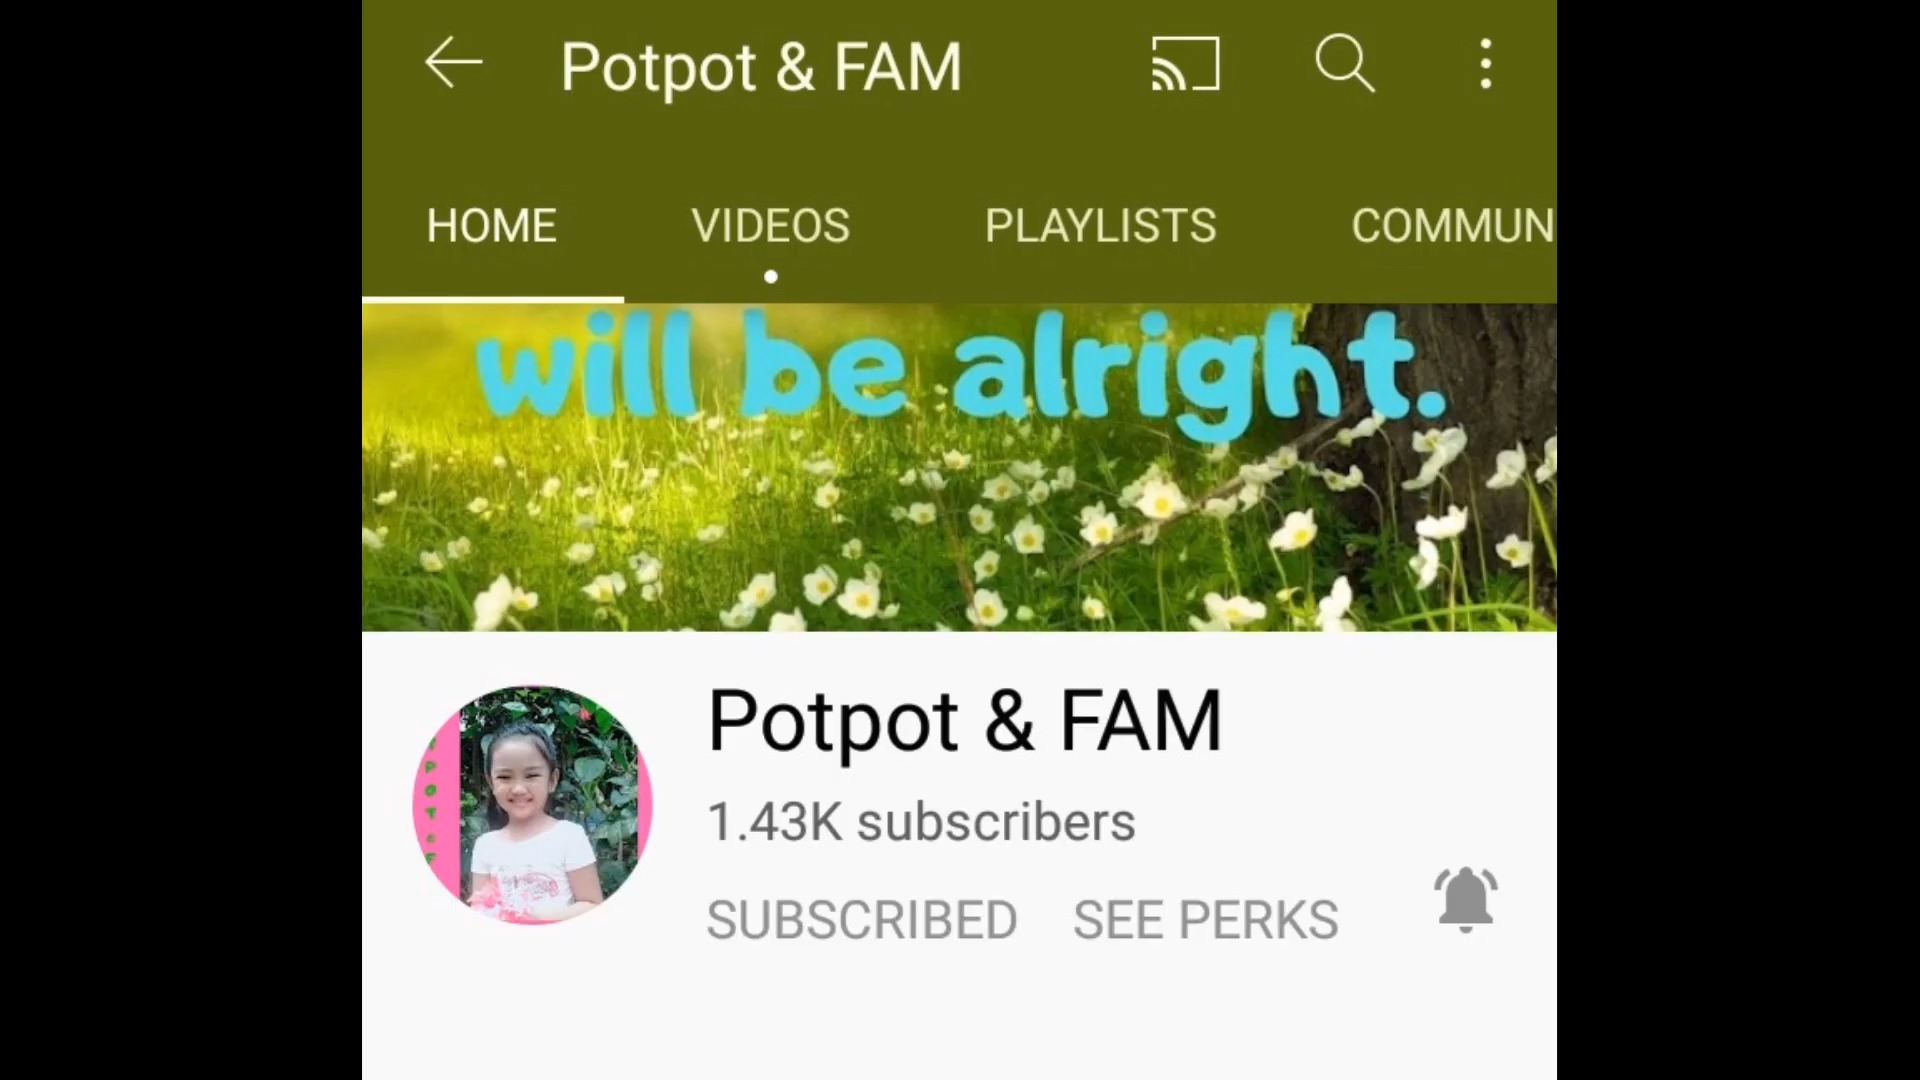 Potpot & FAM
HOME VIDEOS PLAYLISTS COMMUN
will be alright.
Potpot & FAM
1.43K subscribers
SUBSCRIBED SEE PERKS